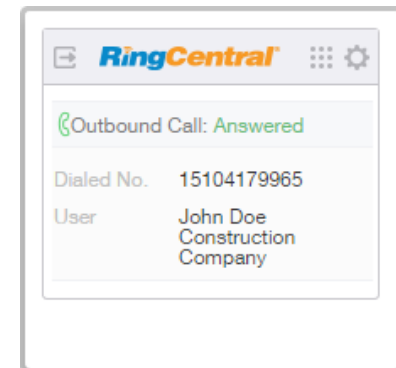 RingCentral
Outbound Call: Answered
Dialed No. 15104179965
User John Doe
Construction
Company